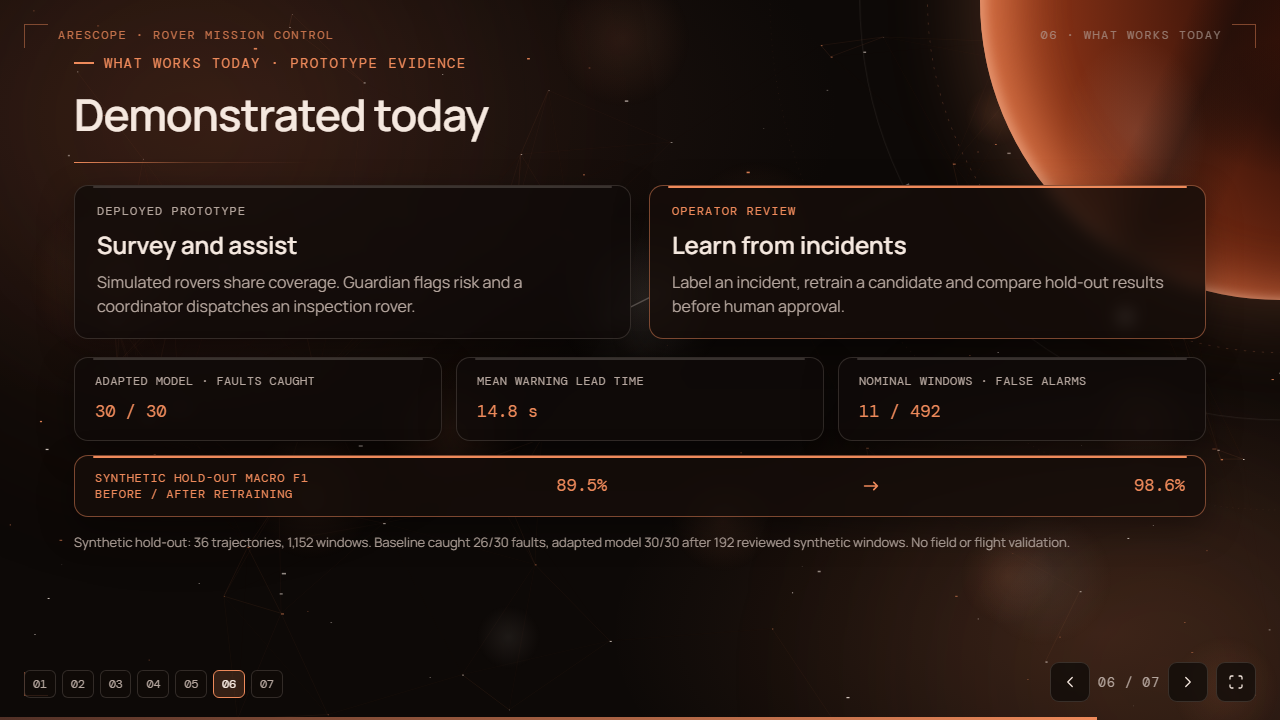 ARESCOPE · ROVER MISSION CONTROL
06 · WHAT WORKS TODAY
WHAT WORKS TODAY · PROTOTYPE EVIDENCE
Demonstrated today
DEPLOYED PROTOTYPE
Survey and assist
Simulated rovers share coverage. Guardian flags risk and a
coordinator dispatches an inspection rover.
OPERATOR REVIEW
Learn from incidents
Label an incident, retrain a candidate and compare hold-out results
before human approval.
ADAPTED MODEL · FAULTS CAUGHT
30 / 30
MEAN WARNING LEAD TIME
14.8 s
NOMINAL WINDOWS · FALSE ALARMS
11 / 492
SYNTHETIC HOLD-OUT MACRO F1
BEFORE / AFTER RETRAINING
89.5% → 98.6%
Synthetic hold-out: 36 trajectories, 1,152 windows. Baseline caught 26/30 faults, adapted model 30/30 after 192 reviewed synthetic windows. No field or flight validation.
01 02 03 04 05 06 07
06 / 07